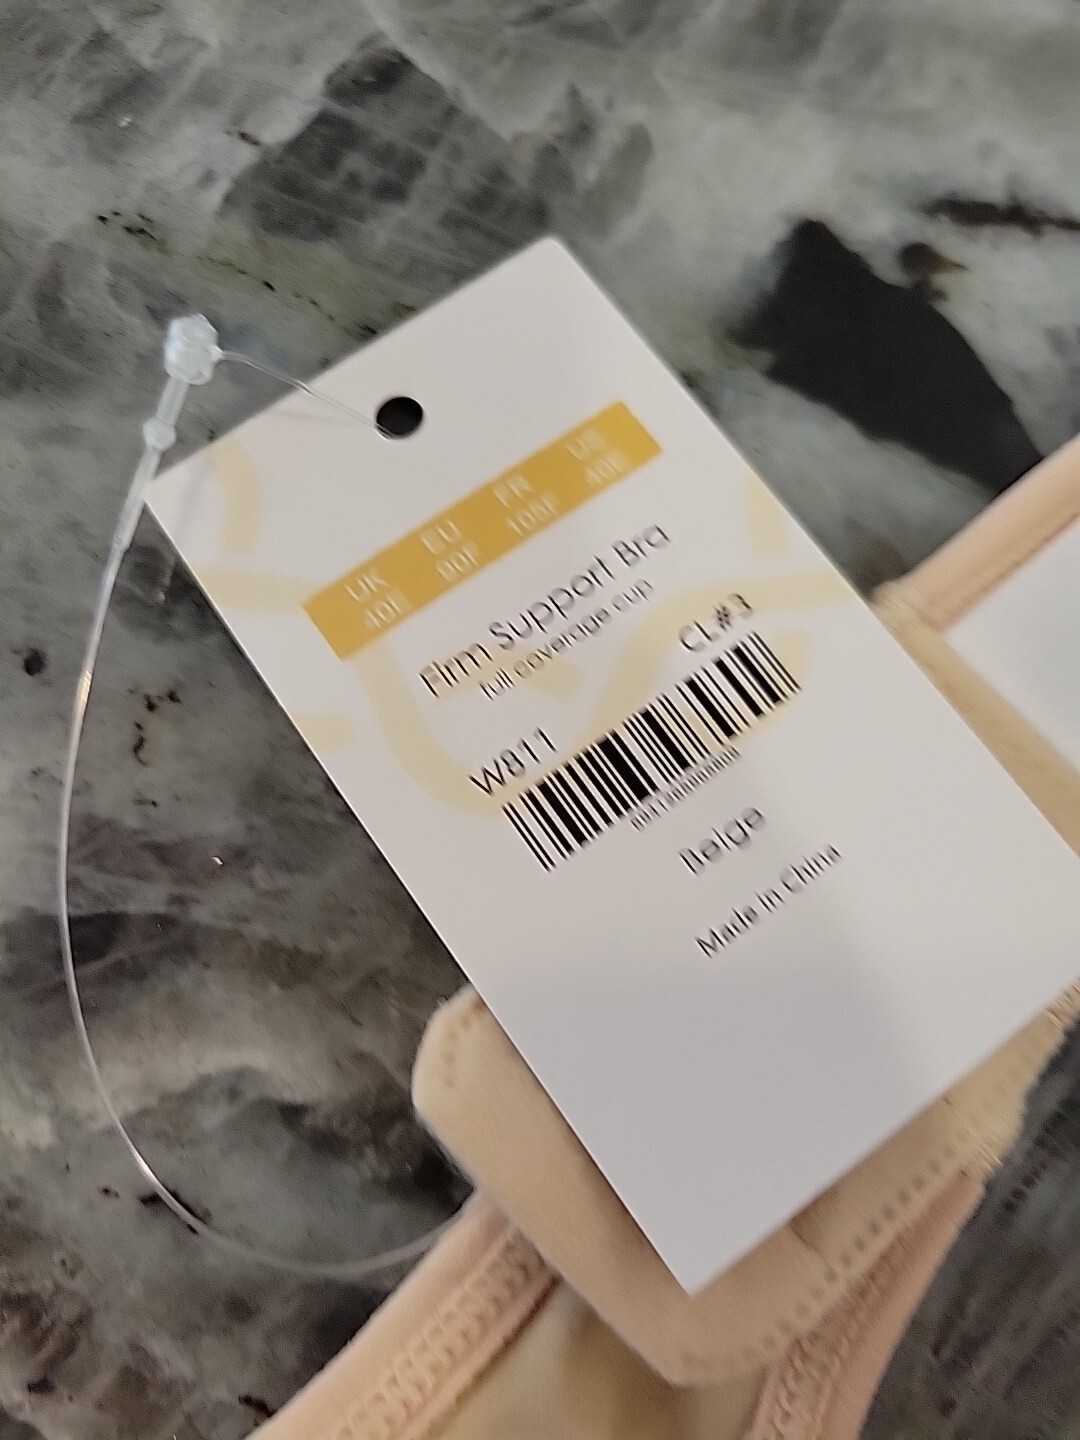 UK EU FR US
40E 90F 105F 40E
Firm Support Bra
full coverage cup
W811 CL#3
Beige
Made in China